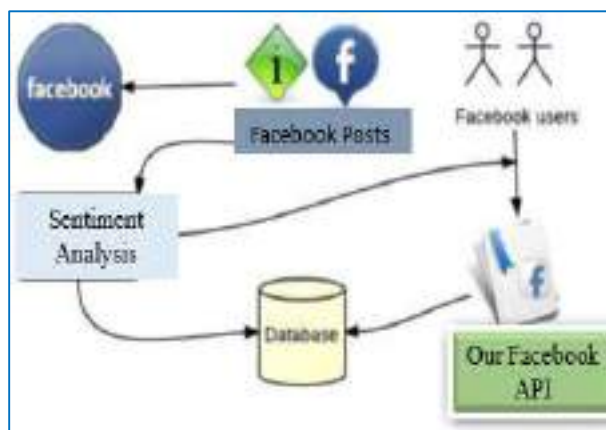 facebook
1
f
Facebook Posts
Facebook users
Sentiment
Analysis
f
Database
Our Facebook
API